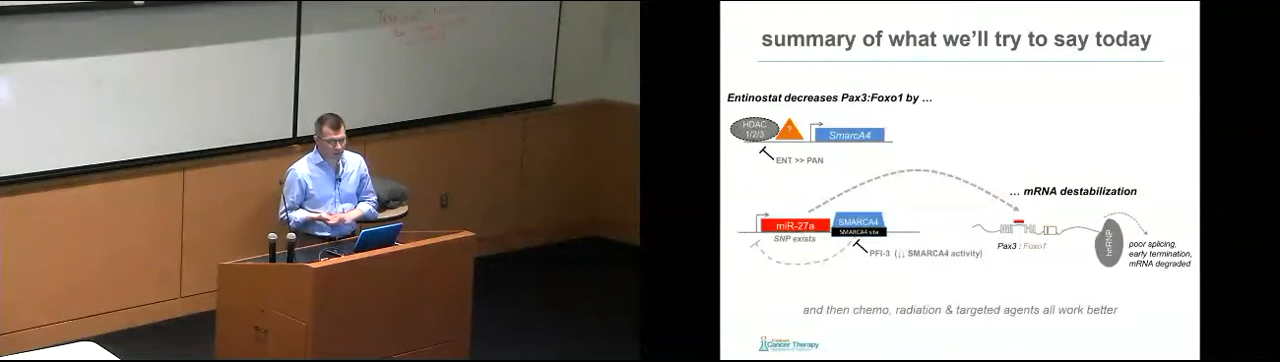 summary of what we'll try to say today
Entinostat decreases Pax3:Foxo1 by …
HDAC
1/2/3
?
SmarcA4
ENT >> PAN
… mRNA destabilization
miR-27a
SMARCA4
SMARCA4 site
SNP exists
PFI-3 (↓↓ SMARCA4 activity)
Pax3 : Foxo1
hnRNP
poor splicing,
early termination,
mRNA degraded
and then chemo, radiation & targeted agents all work better
Cancer Therapy